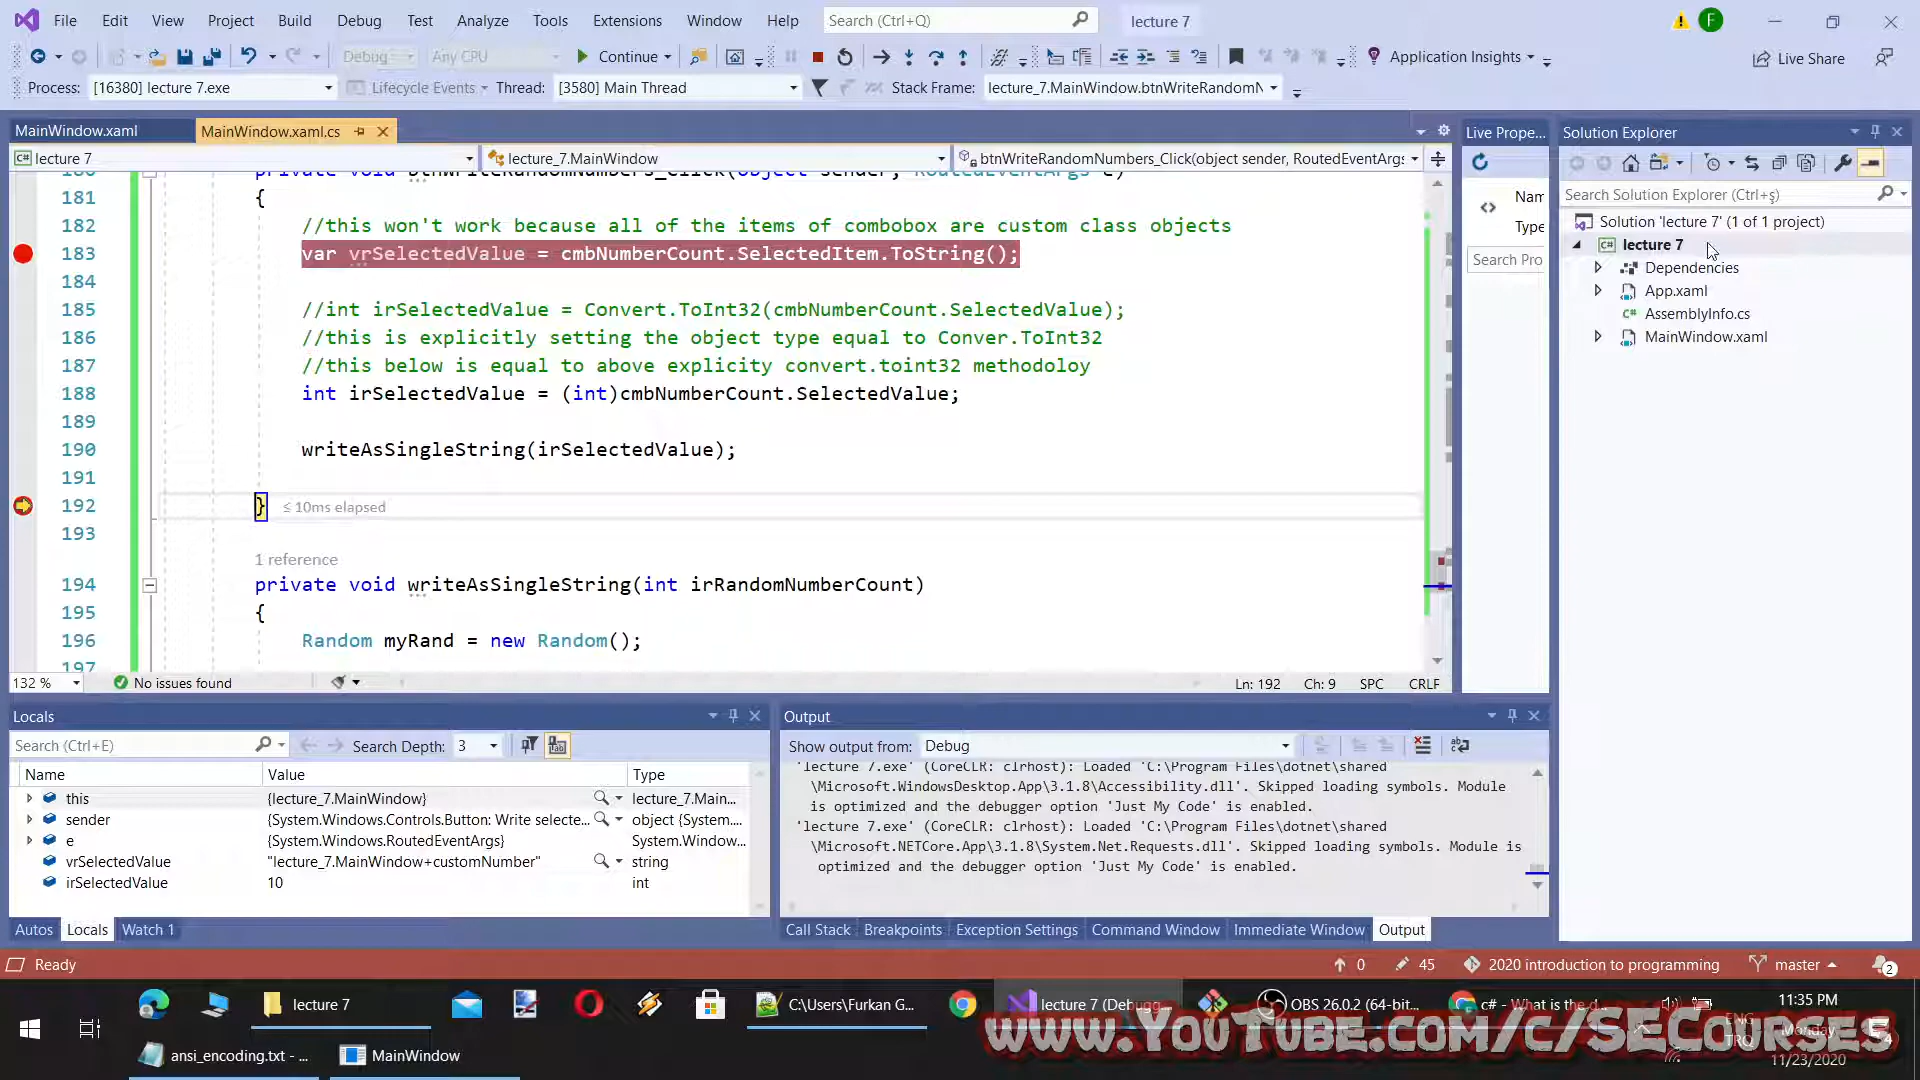 File Edit View Project Build Debug Test Analyze Tools Extensions Window Help Search (Ctrl+Q) lecture 7 F
Debug Any CPU Continue Application Insights Live Share
Process: [16380] lecture 7.exe Lifecycle Events Thread: [3580] Main Thread Stack Frame: lecture_7.MainWindow.btnWriteRandomN
MainWindow.xaml MainWindow.xaml.cs
lecture 7 lecture_7.MainWindow btnWriteRandomNumbers_Click(object sender, RoutedEventArgs
180 private void btnWriteRandomNumbers_Click(object sender, RoutedEventArgs e)
181 {
182 //this won't work because all of the items of combobox are custom class objects
183 var vrSelectedValue = cmbNumberCount.SelectedItem.ToString();
184
185 //int irSelectedValue = Convert.ToInt32(cmbNumberCount.SelectedValue);
186 //this is explicitly setting the object type equal to Conver.ToInt32
187 //this below is equal to above explicity convert.toint32 methodoloy
188 int irSelectedValue = (int)cmbNumberCount.SelectedValue;
189
190 writeAsSingleString(irSelectedValue);
191
192 } ≤ 10ms elapsed
193
1 reference
194 private void writeAsSingleString(int irRandomNumberCount)
195 {
196 Random myRand = new Random();
197
132 % No issues found Ln: 192 Ch: 9 SPC CRLF
Live Prope...
Nam
Type
Search Pro
Solution Explorer
Search Solution Explorer (Ctrl+ş)
Solution 'lecture 7' (1 of 1 project)
lecture 7
Dependencies
App.xaml
AssemblyInfo.cs
MainWindow.xaml
Locals
Search (Ctrl+E) Search Depth: 3
Name Value Type
this {lecture_7.MainWindow} lecture_7.Main...
sender {System.Windows.Controls.Button: Write selecte... object {System....
e {System.Windows.RoutedEventArgs} System.Window...
vrSelectedValue "lecture_7.MainWindow+customNumber" string
irSelectedValue 10 int
Autos Locals Watch 1
Output
Show output from: Debug
'lecture 7.exe' (CoreCLR: clrhost): Loaded 'C:\Program Files\dotnet\shared
\Microsoft.WindowsDesktop.App\3.1.8\Accessibility.dll'. Skipped loading symbols. Module
is optimized and the debugger option 'Just My Code' is enabled.
'lecture 7.exe' (CoreCLR: clrhost): Loaded 'C:\Program Files\dotnet\shared
\Microsoft.NETCore.App\3.1.8\System.Net.Requests.dll'. Skipped loading symbols. Module is
optimized and the debugger option 'Just My Code' is enabled.
Call Stack Breakpoints Exception Settings Command Window Immediate Window Output
Ready 0 45 2020 introduction to programming master 2
lecture 7 C:\Users\Furkan G... lecture 7 (Debugg... OBS 26.0.2 (64-bit... c# - What is the d... 11:35 PM
www.YouTube.com/c/SECourses
ENG Monday
TRQ 11/23/2020
ansi_encoding.txt - ... MainWindow